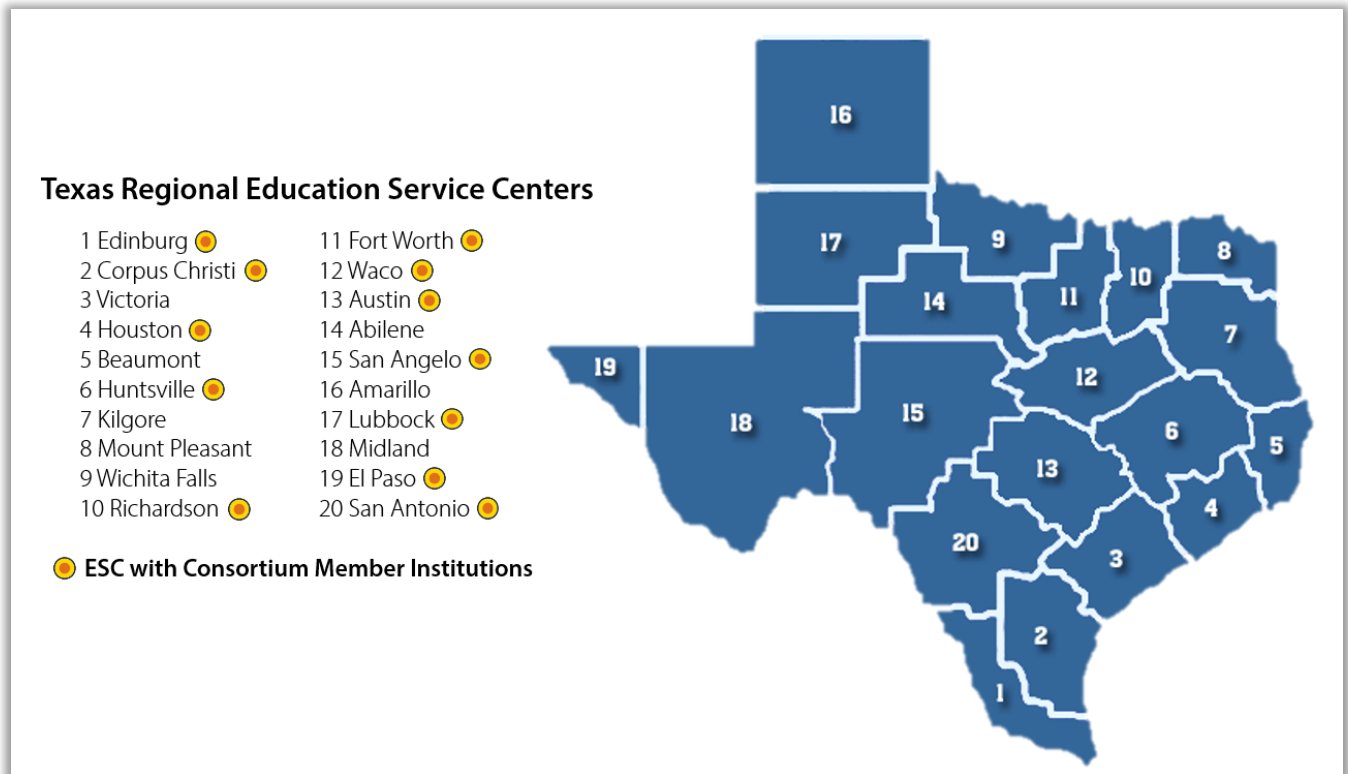 Texas Regional Education Service Centers
1 Edinburg
2 Corpus Christi
3 Victoria
4 Houston
5 Beaumont
6 Huntsville
7 Kilgore
8 Mount Pleasant
9 Wichita Falls
10 Richardson
11 Fort Worth
12 Waco
13 Austin
14 Abilene
15 San Angelo
16 Amarillo
17 Lubbock
18 Midland
19 El Paso
20 San Antonio
ESC with Consortium Member Institutions
16
17
9
8
10
11
14
7
19
12
15
18
6
5
13
4
20
3
2
1